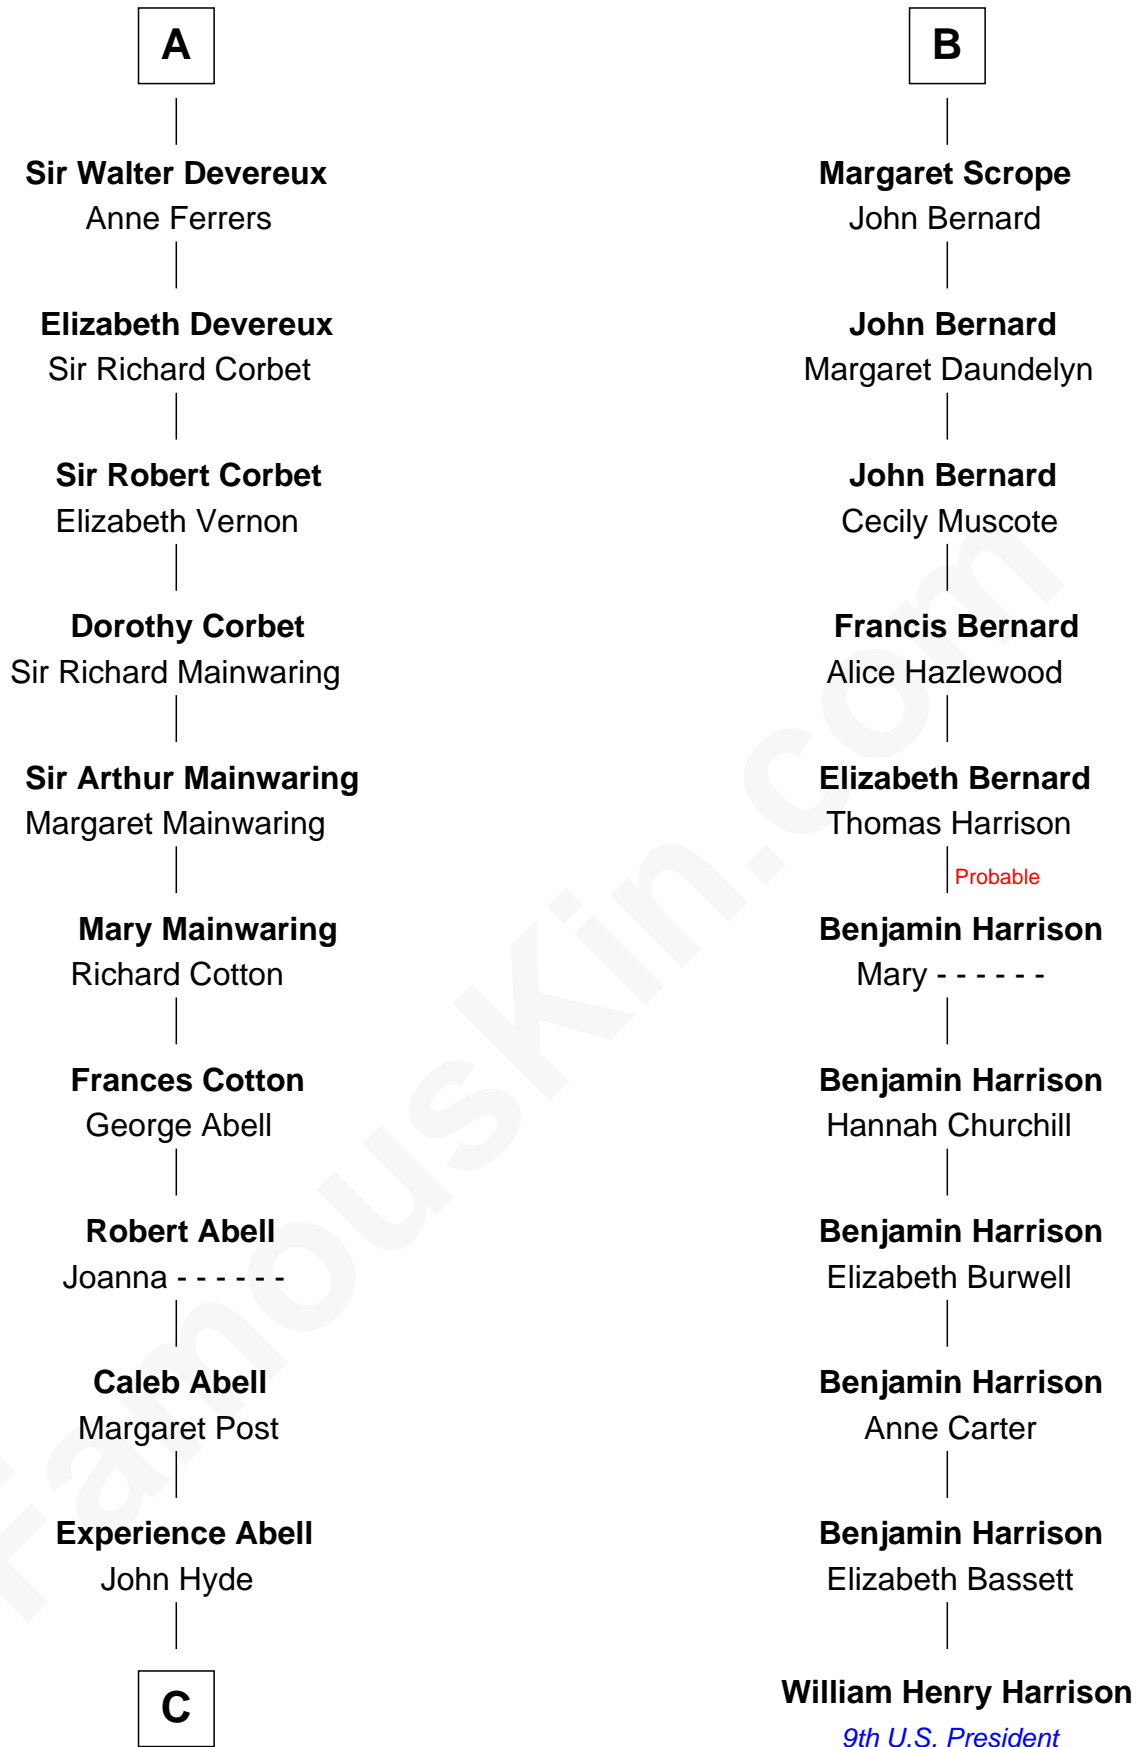 A
Sir Walter Devereux
Anne Ferrers
Elizabeth Devereux
Sir Richard Corbet
Sir Robert Corbet
Elizabeth Vernon
Dorothy Corbet
Sir Richard Mainwaring
Sir Arthur Mainwaring
Margaret Mainwaring
Mary Mainwaring
Richard Cotton
Frances Cotton
George Abell
Robert Abell
Joanna - - - - - -
Caleb Abell
Margaret Post
Experience Abell
John Hyde
C
B
Margaret Scrope
John Bernard
John Bernard
Margaret Daundelyn
John Bernard
Cecily Muscote
Francis Bernard
Alice Hazlewood
Elizabeth Bernard
Thomas Harrison
Probable
Benjamin Harrison
Mary - - - - - -
Benjamin Harrison
Hannah Churchill
Benjamin Harrison
Elizabeth Burwell
Benjamin Harrison
Anne Carter
Benjamin Harrison
Elizabeth Bassett
William Henry Harrison
9th U.S. President
FamousKin.com